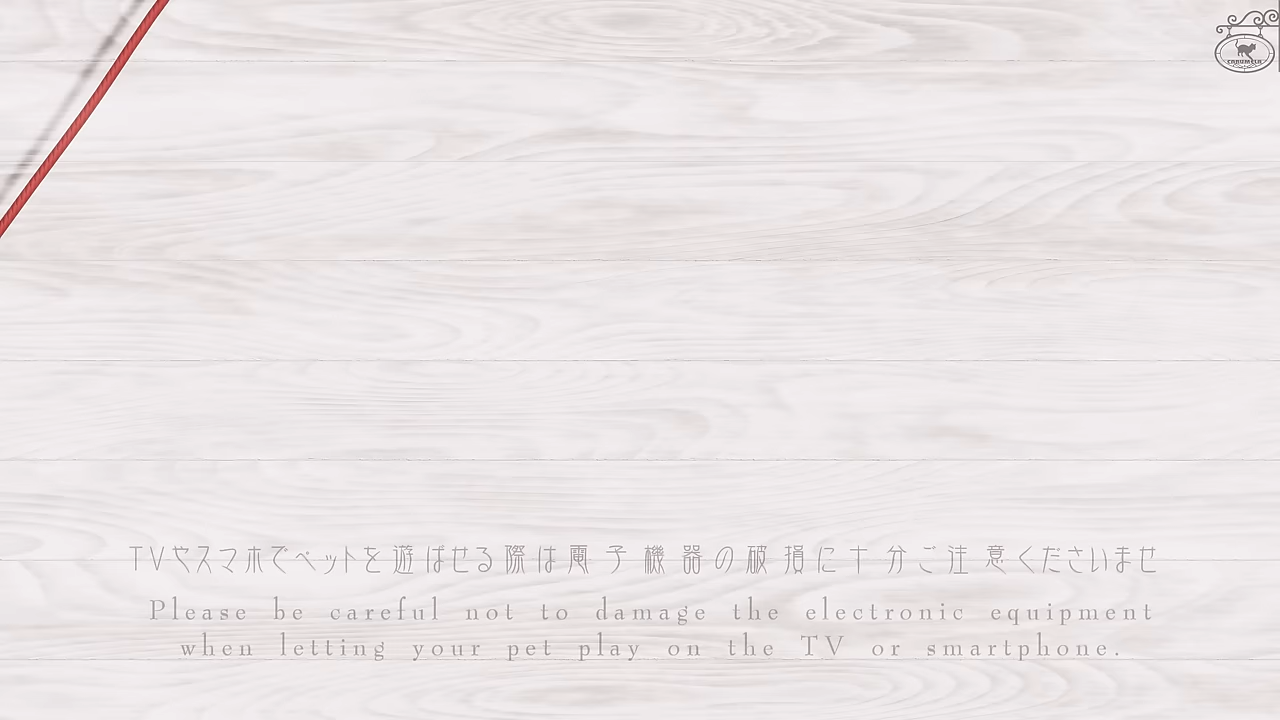 TVやスマホでペットを遊ばせる際は電子機器の破損に十分ご注意くださいませ
Please be careful not to damage the electronic equipment
when letting your pet play on the TV or smartphone.